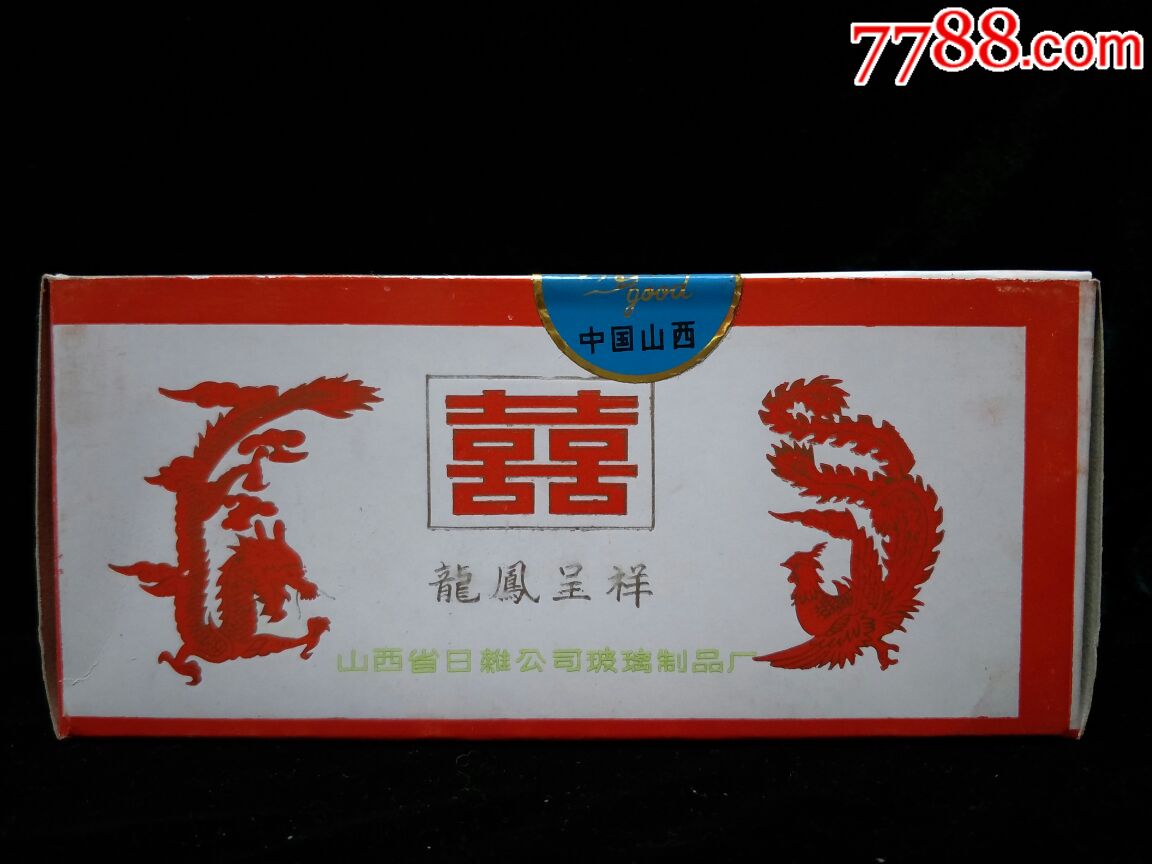 7788.com
good
中国山西
囍
龍鳳呈祥
山西省日雜公司玻璃制品厂